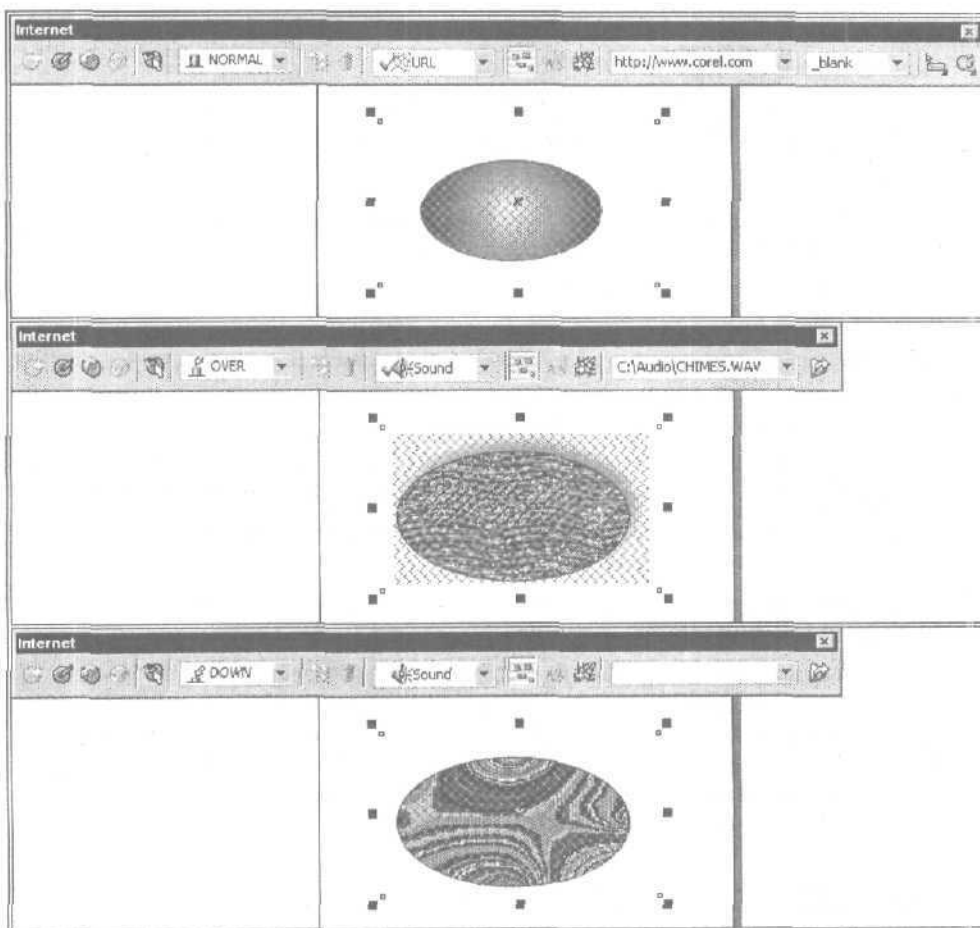 Internet
NORMAL URL http://www.corel.com _blank
Internet
OVER Sound C:\Audio\CHIMES.WAV
Internet
DOWN Sound